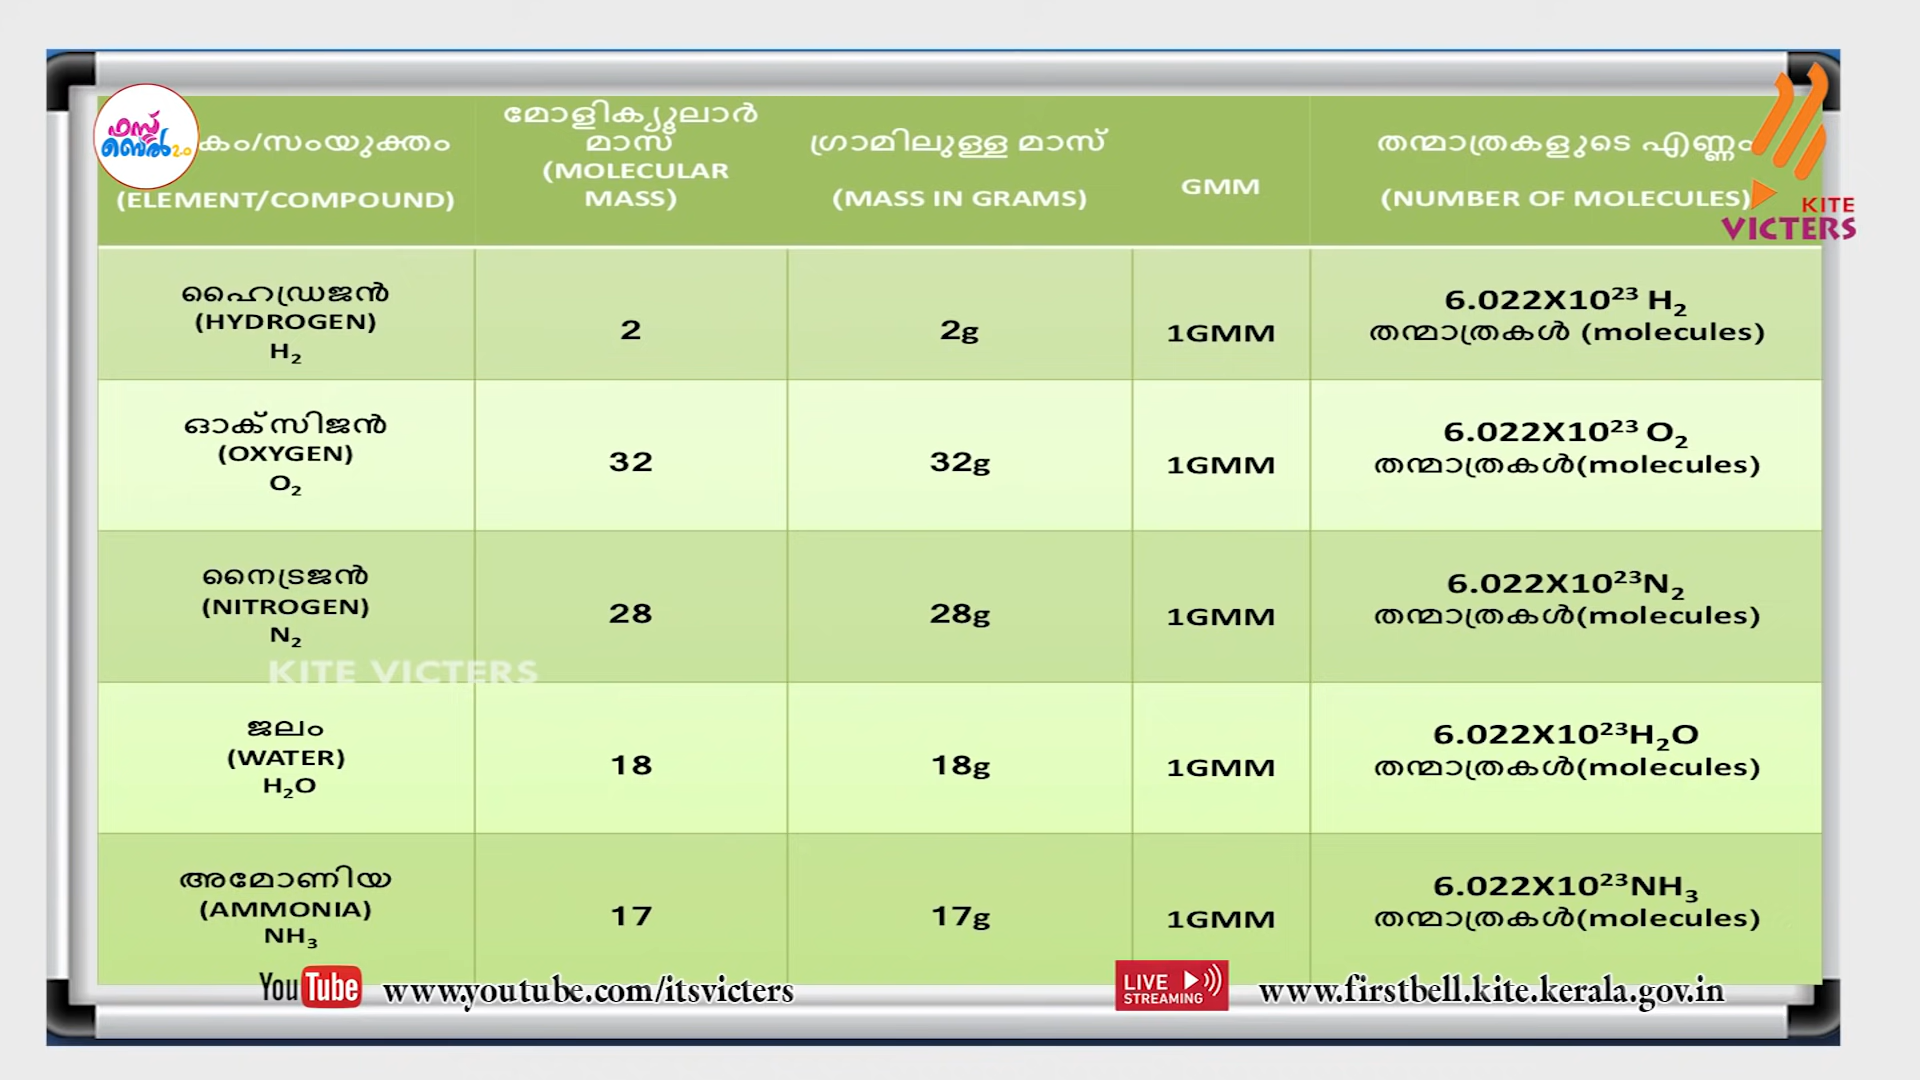 ഫസ്റ്റ്
ബെൽ 2.0
കം/സംയുക്തം
(ELEMENT/COMPOUND)
മോളിക്യുലാർ
മാസ്
(MOLECULAR
MASS)
ഗ്രാമിലുള്ള മാസ്
(MASS IN GRAMS)
GMM
തന്മാത്രകളുടെ എണ്ണം
(NUMBER OF MOLECULES)
KITE
VICTERS
ഹൈഡ്രജൻ
(HYDROGEN)
H₂
2
2g
1GMM
6.022X10²³ H₂
തന്മാത്രകൾ (molecules)
ഓക്സിജൻ
(OXYGEN)
O₂
32
32g
1GMM
6.022X10²³ O₂
തന്മാത്രകൾ(molecules)
നൈട്രജൻ
(NITROGEN)
N₂
28
28g
1GMM
6.022X10²³N₂
തന്മാത്രകൾ(molecules)
KITE VICTERS
ജലം
(WATER)
H₂O
18
18g
1GMM
6.022X10²³H₂O
തന്മാത്രകൾ(molecules)
അമോണിയ
(AMMONIA)
NH₃
17
17g
1GMM
6.022X10²³NH₃
തന്മാത്രകൾ(molecules)
YouTube www.youtube.com/itsvicters
LIVE
STREAMING
www.firstbell.kite.kerala.gov.in